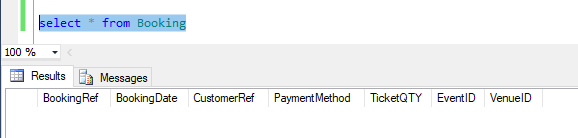 select * from Booking
100 %
Results Messages
BookingRef BookingDate CustomerRef PaymentMethod TicketQTY EventID VenueID